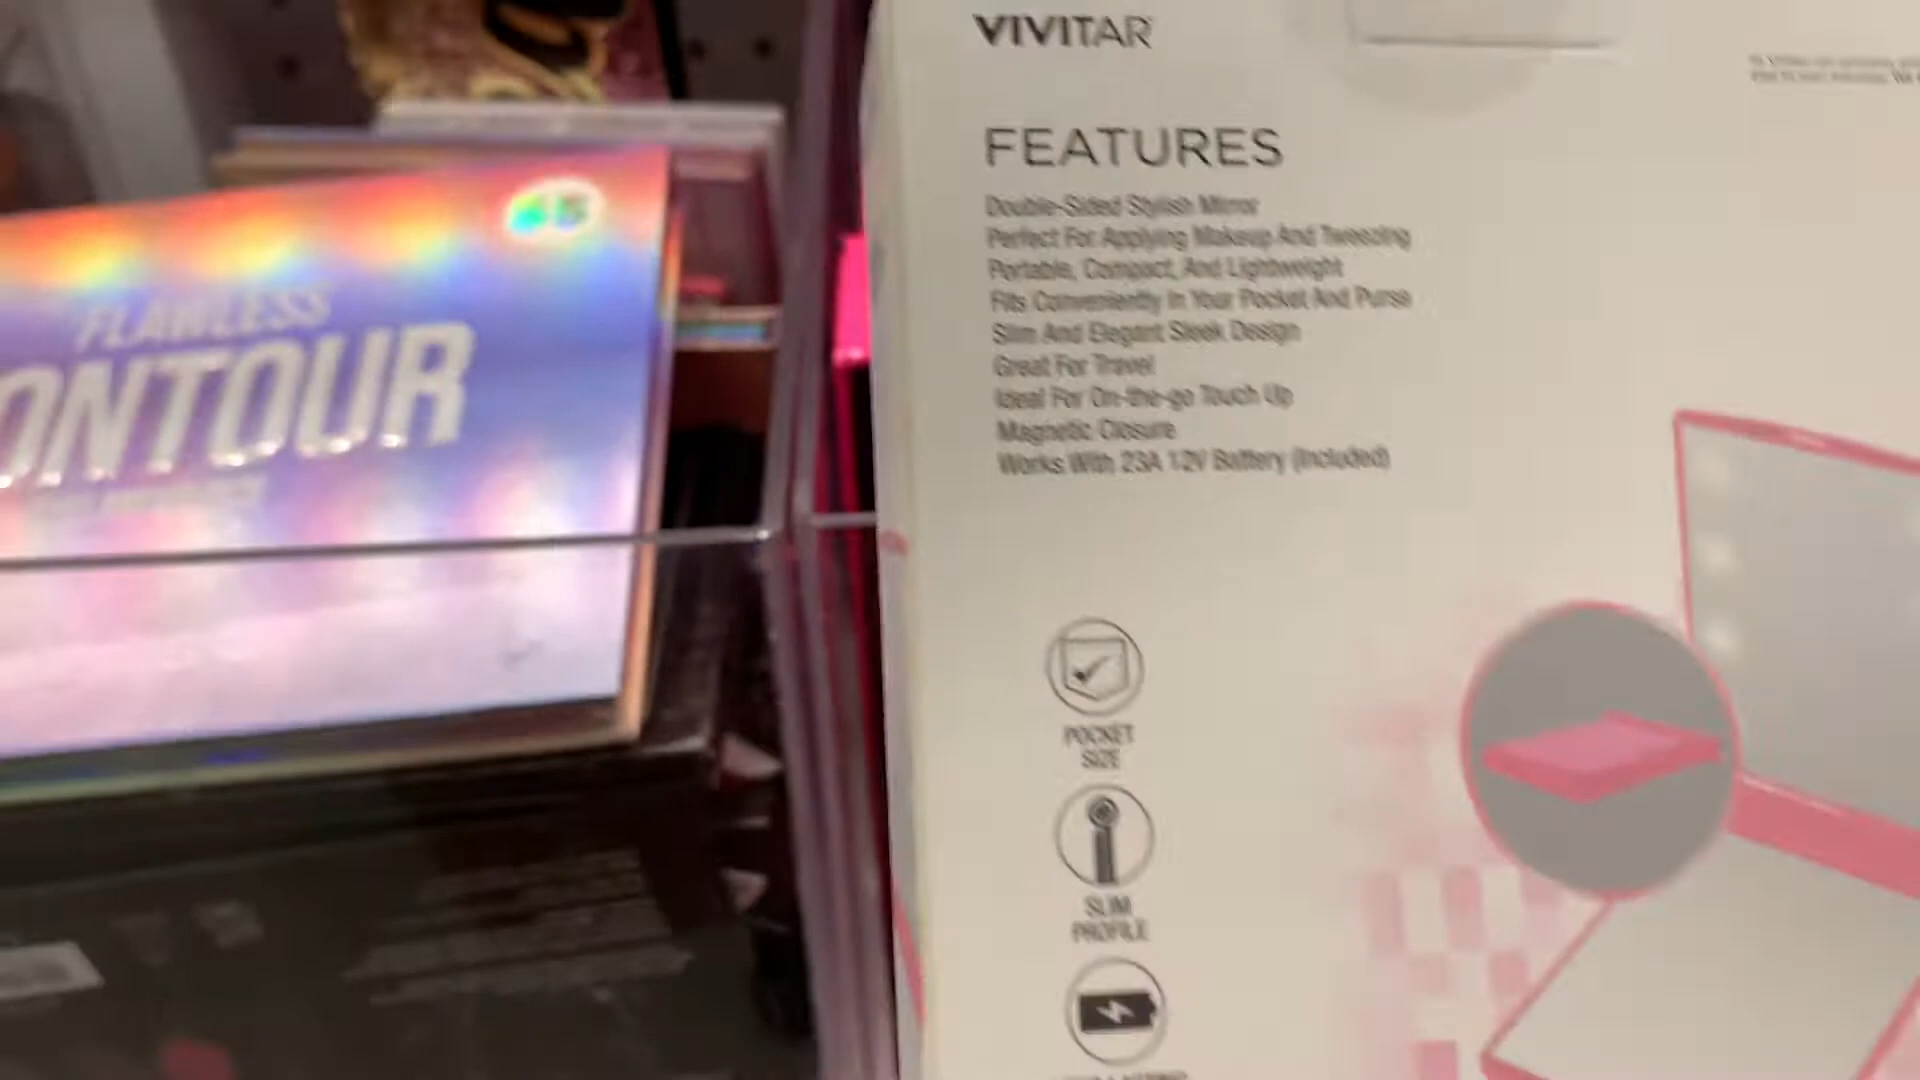 FLAWLESS
ONTOUR
VIVITAR
FEATURES
Double-Sided Stylish Mirror
Perfect For Applying Makeup And Tweezing
Portable, Compact, And Lightweight
Fits Conveniently In Your Pocket And Purse
Slim And Elegant Sleek Design
Great For Travel
Ideal For On-the-go Touch Up
Magnetic Closure
Works With 23A 12V Battery (Included)
POCKET
SIZE
SLIM
PROFILE